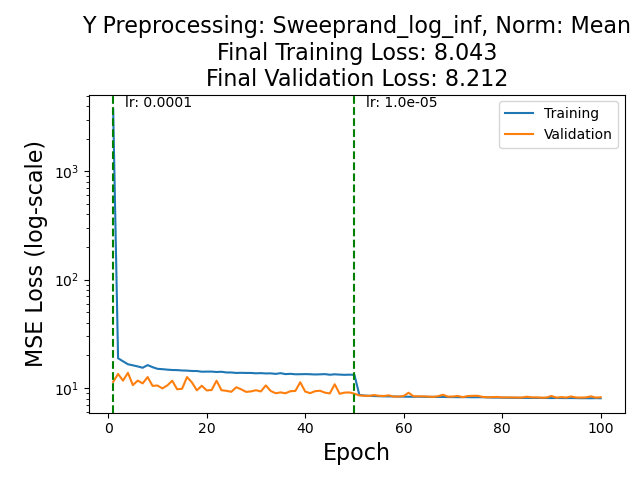 Y Preprocessing: Sweeprand_log_inf, Norm: Mean
Final Training Loss: 8.043
Final Validation Loss: 8.212
lr: 0.0001
lr: 1.0e-05
Training
Validation
MSE Loss (log-scale)
10³
10²
10¹
0
20
40
60
80
100
Epoch